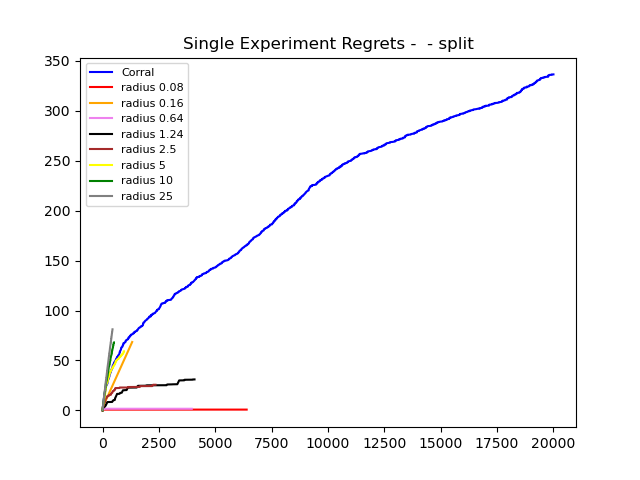 Single Experiment Regrets -  - split
350
300
250
200
150
100
50
0
Corral
radius 0.08
radius 0.16
radius 0.64
radius 1.24
radius 2.5
radius 5
radius 10
radius 25
0 2500 5000 7500 10000 12500 15000 17500 20000